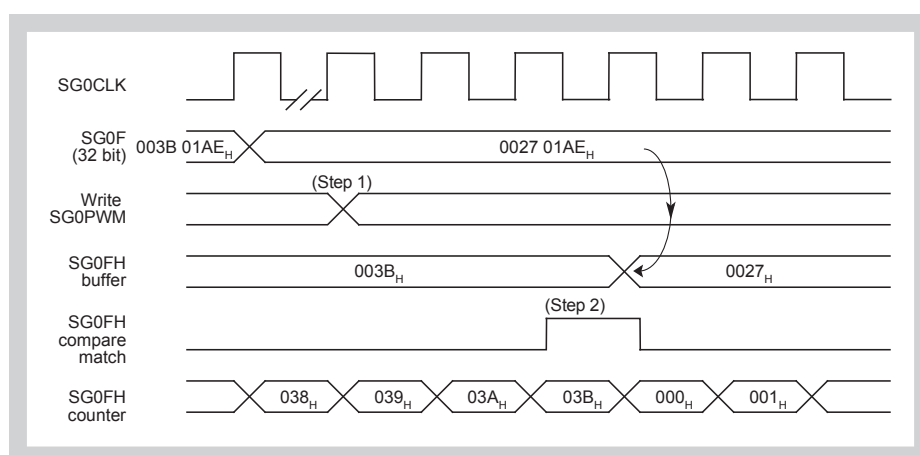 SG0CLK
SG0F
(32 bit)
003B 01AEH
0027 01AEH
Write
SG0PWM
(Step 1)
SG0FH
buffer
003BH
0027H
SG0FH
compare
match
(Step 2)
SG0FH
counter
038H
039H
03AH
03BH
000H
001H